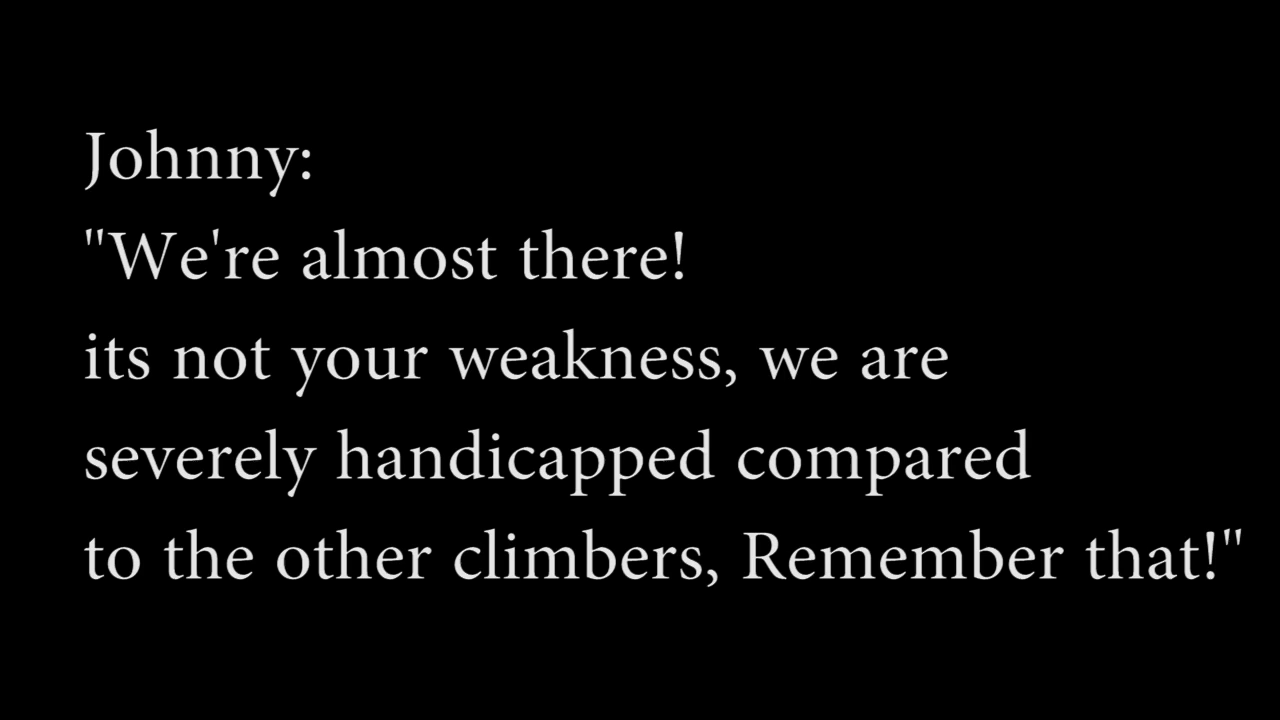 Johnny:
"We're almost there!
its not your weakness, we are
severely handicapped compared
to the other climbers, Remember that!"